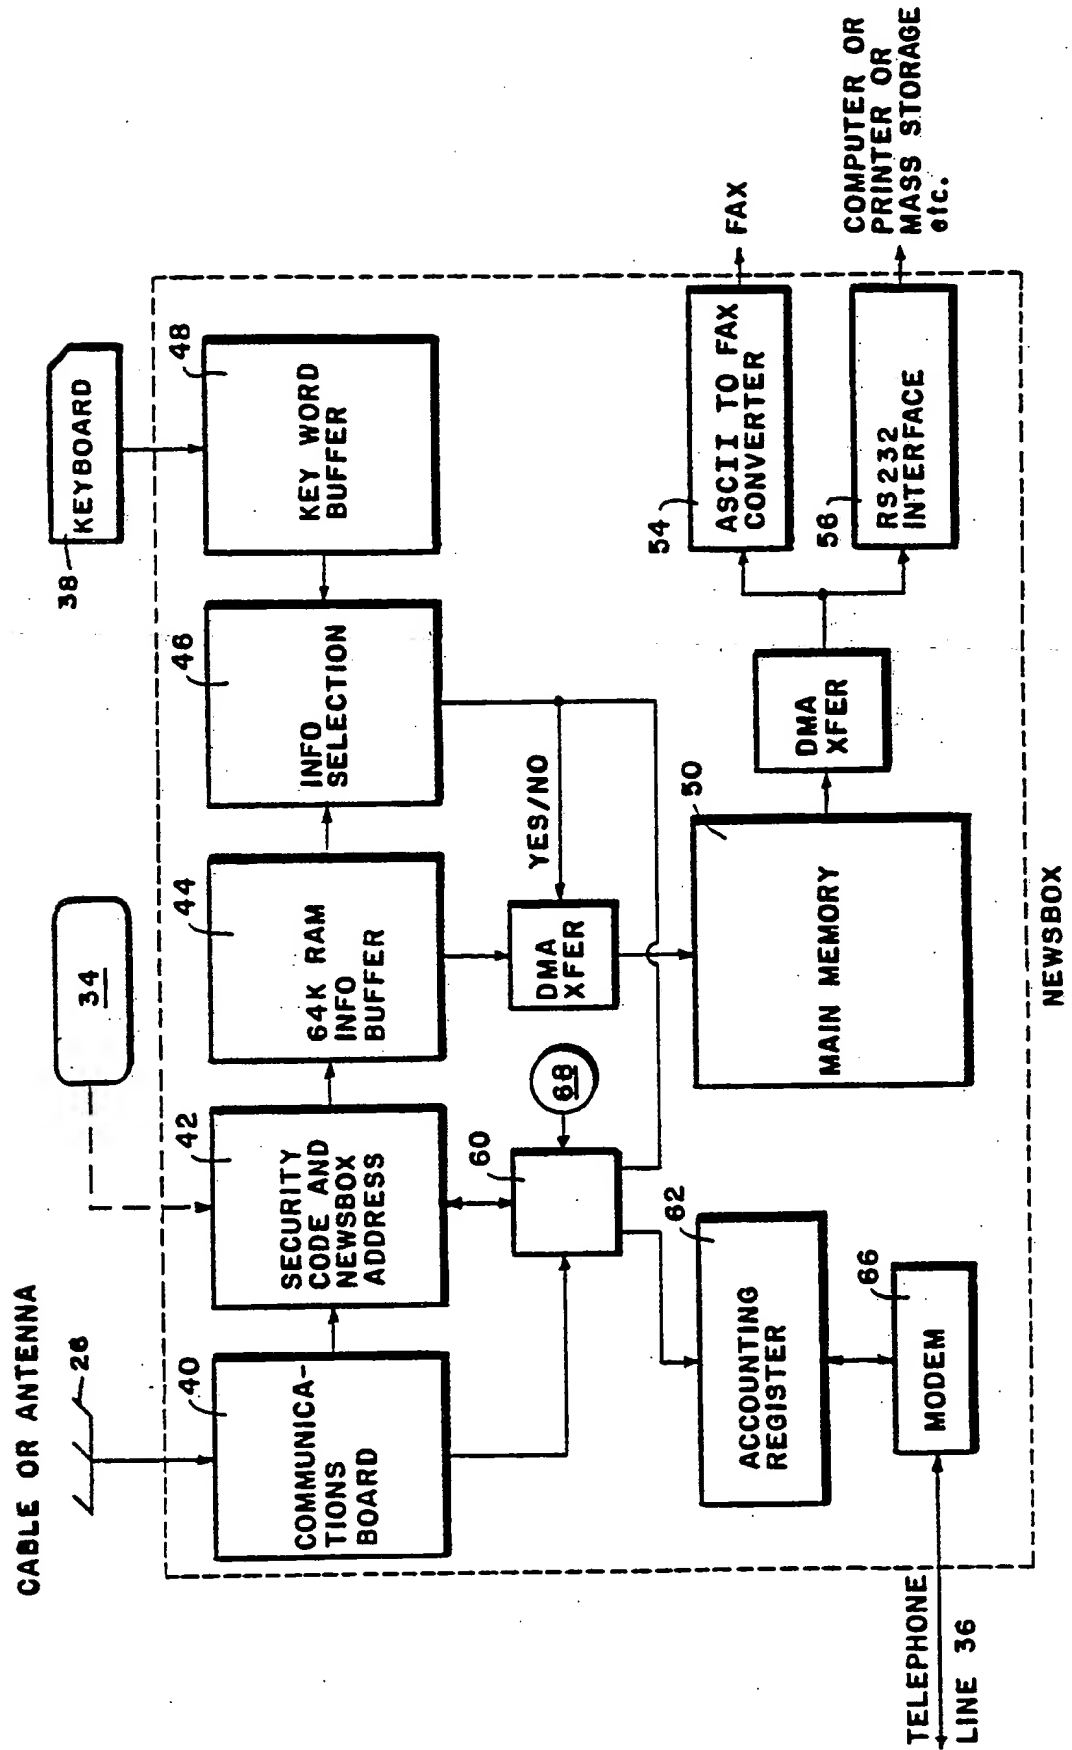 CABLE OR ANTENNA
26
34
38
KEYBOARD
40
COMMUNICA-
TIONS
BOARD
42
SECURITY
CODE AND
NEWSBOX
ADDRESS
44
64K RAM
INFO
BUFFER
46
INFO
SELECTION
48
KEY WORD
BUFFER
60
68
DMA
XFER
YES/NO
62
ACCOUNTING
REGISTER
66
MODEM
50
MAIN MEMORY
DMA
XFER
54
ASCII TO FAX
CONVERTER
FAX
56
RS232
INTERFACE
COMPUTER OR
PRINTER OR
MASS STORAGE
etc.
TELEPHONE
LINE 36
NEWSBOX